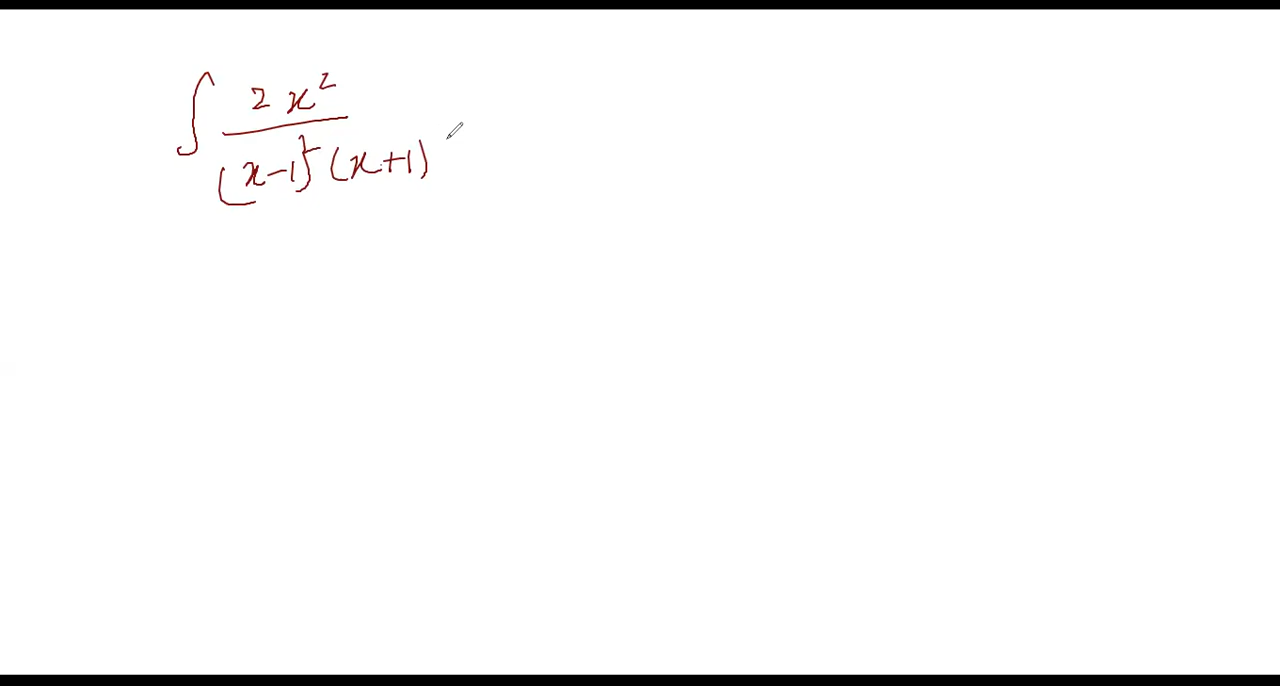 ∫ 2x² / (x-1)² (x+1)